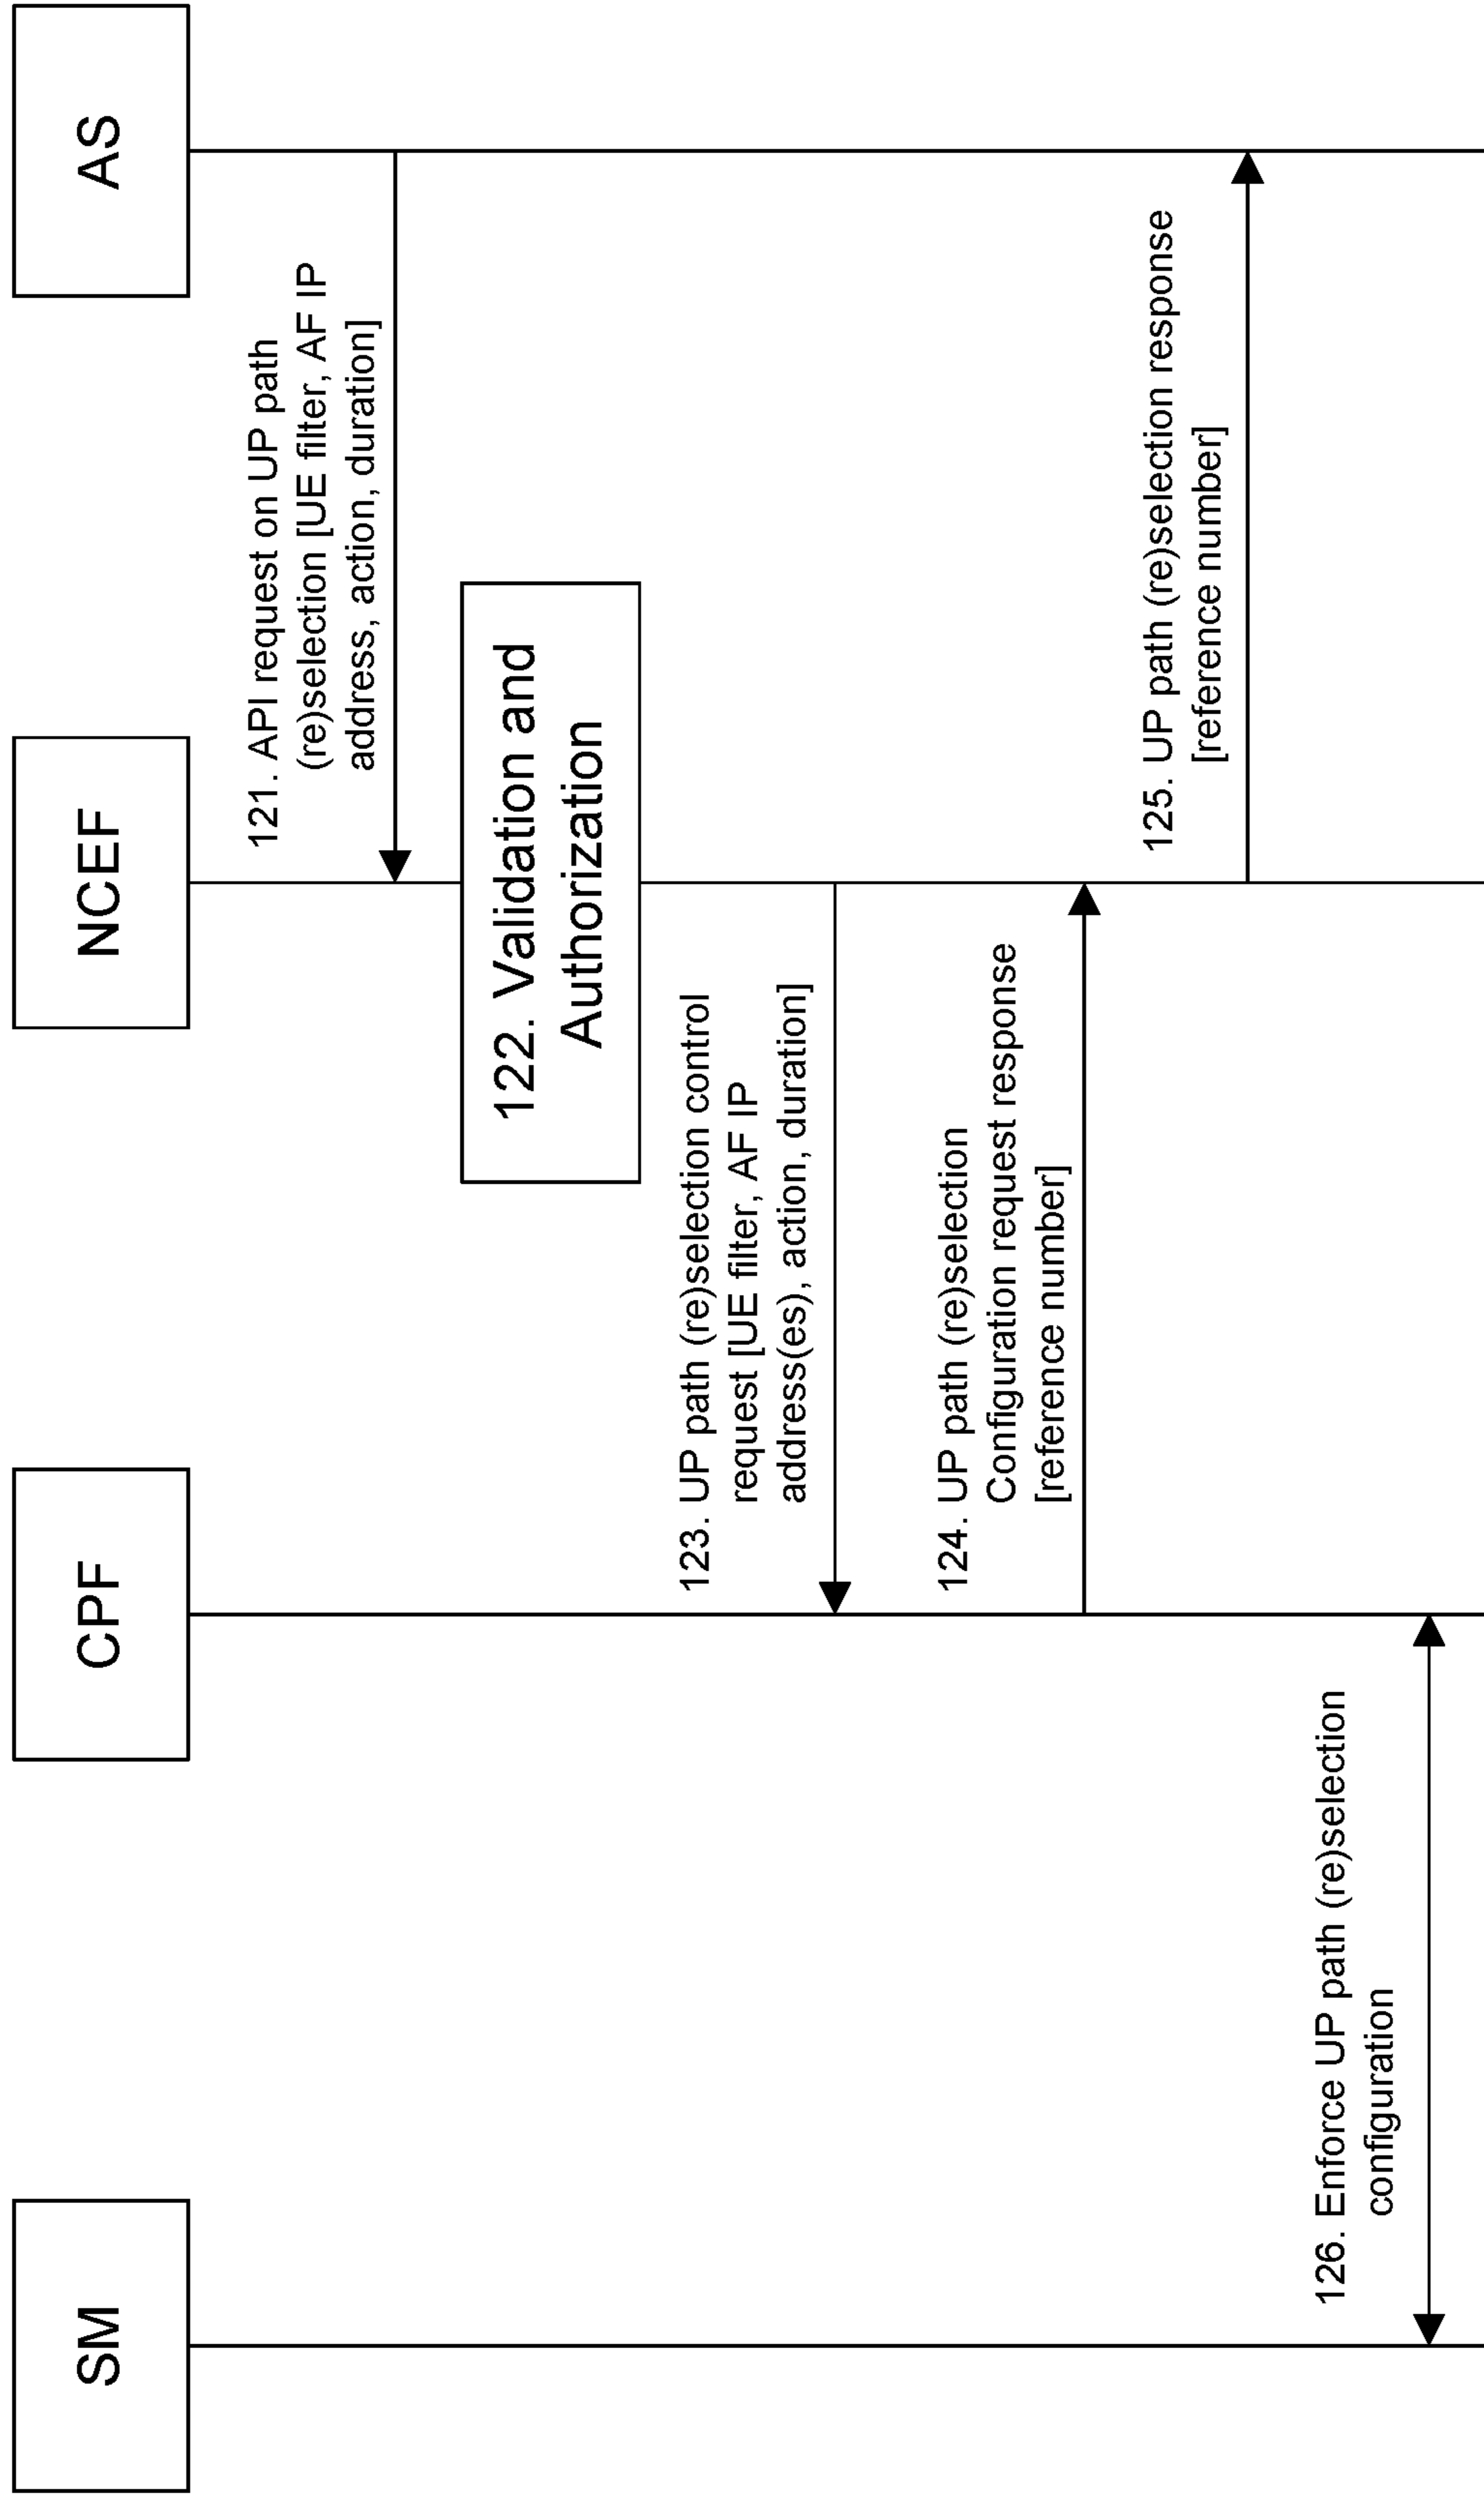 SM
CPF
NCEF
AS
121. API request on UP path
(re)selection [UE filter, AF IP
address, action, duration]
122. Validation and
Authorization
123. UP path (re)selection control
request [UE filter, AF IP
address(es), action, duration]
124. UP path (re)selection
Configuration request response
[reference number]
125. UP path (re)selection response
[reference number]
126. Enforce UP path (re)selection
configuration